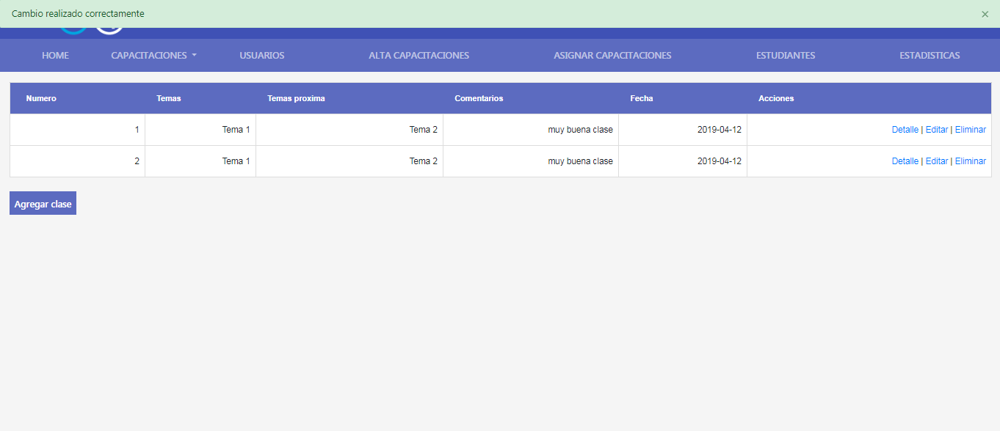 Cambio realizado correctamente ×
HOME CAPACITACIONES USUARIOS ALTA CAPACITACIONES ASIGNAR CAPACITACIONES ESTUDIANTES ESTADISTICAS
Numero Temas Temas proxima Comentarios Fecha Acciones
1 Tema 1 Tema 2 muy buena clase 2019-04-12 Detalle | Editar | Eliminar
2 Tema 1 Tema 2 muy buena clase 2019-04-12 Detalle | Editar | Eliminar
Agregar clase